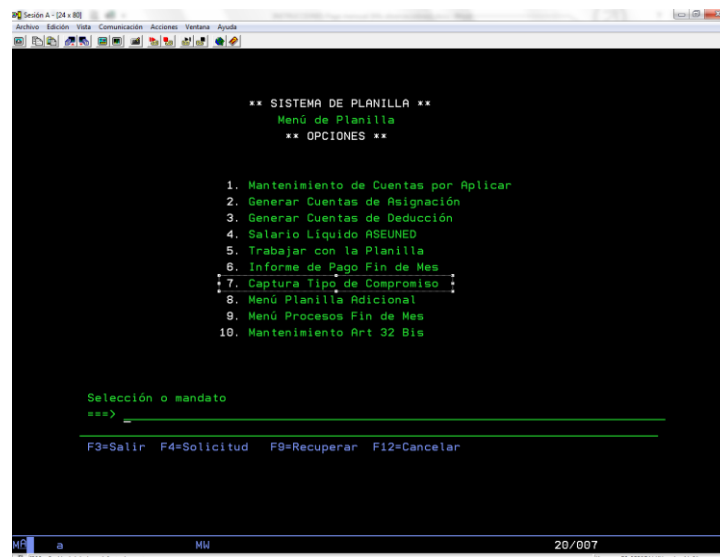 Sesión A - [24 x 80]
Archivo Edición Vista Comunicación Acciones Ventana Ayuda
** SISTEMA DE PLANILLA **
Menú de Planilla
** OPCIONES **
1. Mantenimiento de Cuentas por Aplicar
2. Generar Cuentas de Asignación
3. Generar Cuentas de Deducción
4. Salario Líquido ASEUNED
5. Trabajar con la Planilla
6. Informe de Pago Fin de Mes
7. Captura Tipo de Compromiso
8. Menú Planilla Adicional
9. Menú Procesos Fin de Mes
10. Mantenimiento Art 32 Bis
Selección o mandato
===>
F3=Salir F4=Solicitud F9=Recuperar F12=Cancelar
MA a MW 20/007